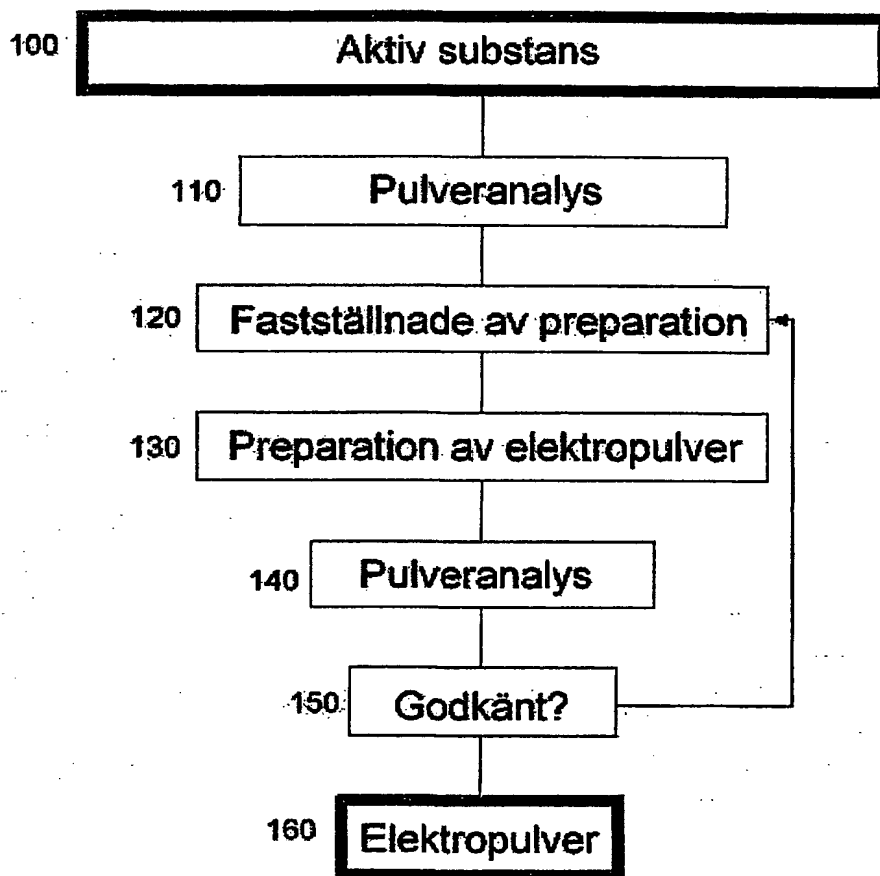 100 Aktiv substans
110 Pulveranalys
120 Fastställnade av preparation
130 Preparation av elektropulver
140 Pulveranalys
150 Godkänt?
160 Elektropulver